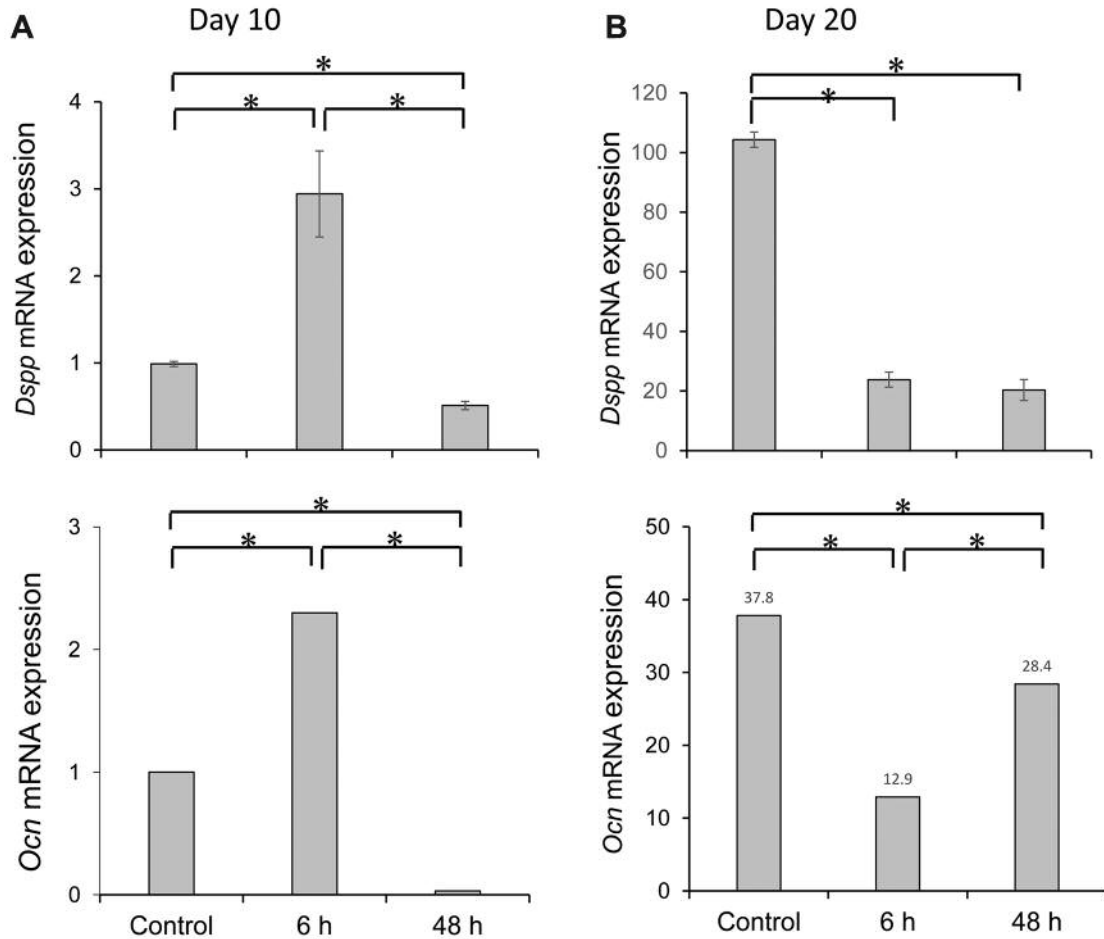 A
Day 10
B
Day 20
*
*
*
Dspp mRNA expression
4
3
2
1
0
*
*
Dspp mRNA expression
120
100
80
60
40
20
0
*
*
*
Ocn mRNA expression
3
2
1
0
Control
6 h
48 h
*
*
*
Ocn mRNA expression
50
40
30
20
10
0
37.8
12.9
28.4
Control
6 h
48 h